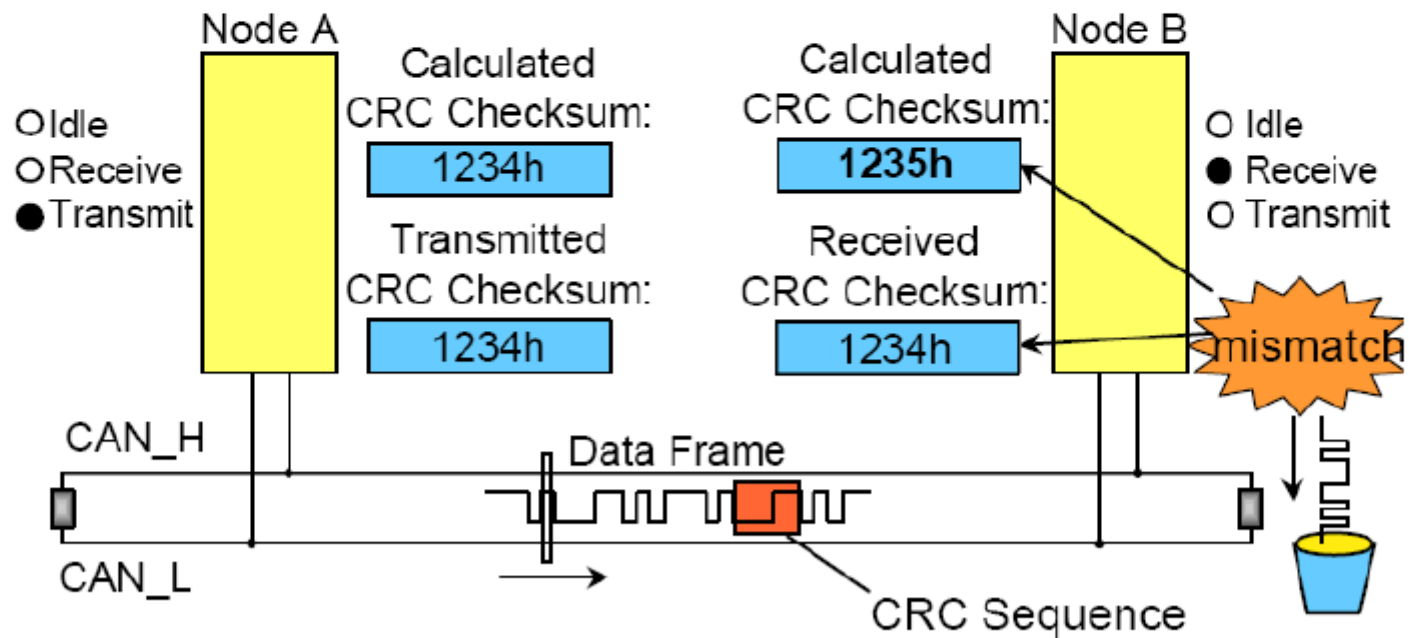 Node A
Calculated
CRC Checksum:
1234h
Transmitted
CRC Checksum:
1234h
Idle
Receive
Transmit
Node B
Calculated
CRC Checksum:
1235h
Received
CRC Checksum:
1234h
Idle
Receive
Transmit
mismatch
CAN_H
Data Frame
CAN_L
CRC Sequence